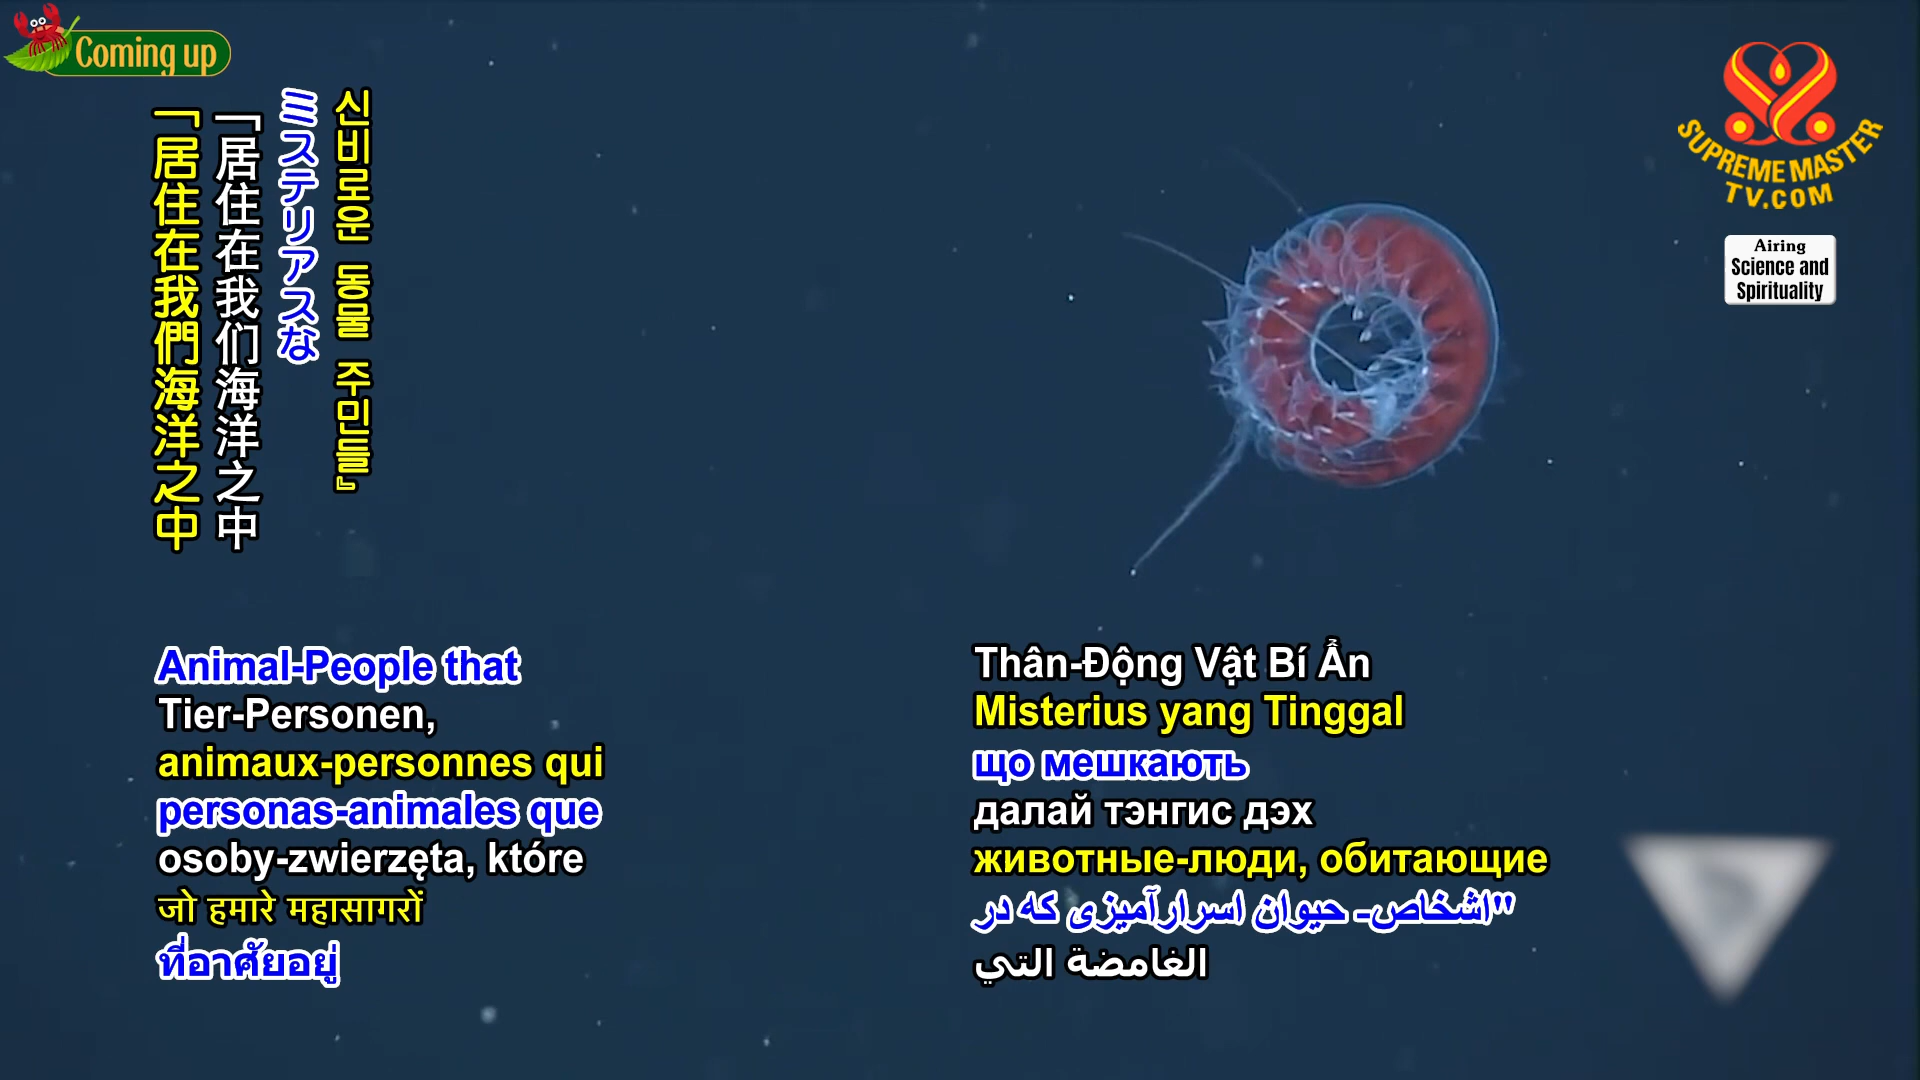 Coming up
SUPREME MASTER
TV.COM
Airing
Science and
Spirituality
신비로운 동물 주민들』
ミステリアスな
「居住在我们海洋之中
「居住在我們海洋之中
Animal-People that
Tier-Personen,
animaux-personnes qui
personas-animales que
osoby-zwierzęta, które
जो हमारे महासागरों
ที่อาศัยอยู่
Thân-Động Vật Bí Ẩn
Misterius yang Tinggal
що мешкають
далай тэнгис дэх
животные-люди, обитающие
"اشخاص- حیوان اسرارآمیزی که در
الغامضة التي